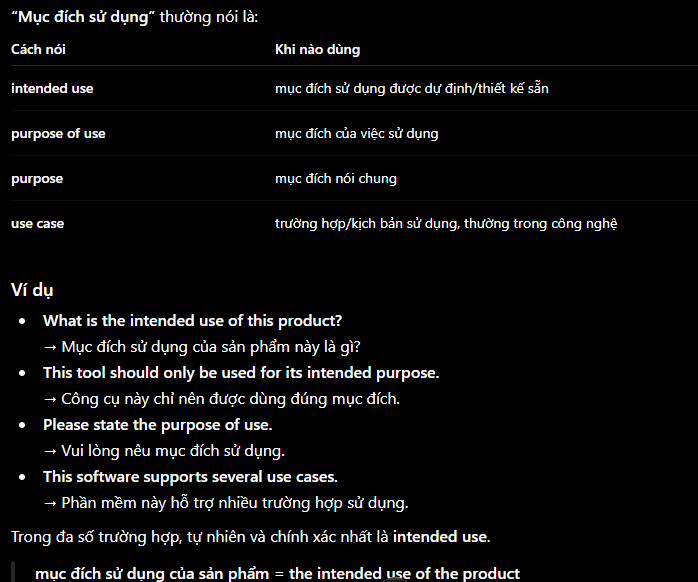 “Mục đích sử dụng” thường nói là:
Cách nói Khi nào dùng
intended use mục đích sử dụng được dự định/thiết kế sẵn
purpose of use mục đích của việc sử dụng
purpose mục đích nói chung
use case trường hợp/kịch bản sử dụng, thường trong công nghệ
Ví dụ
• What is the intended use of this product?
→ Mục đích sử dụng của sản phẩm này là gì?
• This tool should only be used for its intended purpose.
→ Công cụ này chỉ nên được dùng đúng mục đích.
• Please state the purpose of use.
→ Vui lòng nêu mục đích sử dụng.
• This software supports several use cases.
→ Phần mềm này hỗ trợ nhiều trường hợp sử dụng.
Trong đa số trường hợp, tự nhiên và chính xác nhất là intended use.
mục đích sử dụng của sản phẩm = the intended use of the product